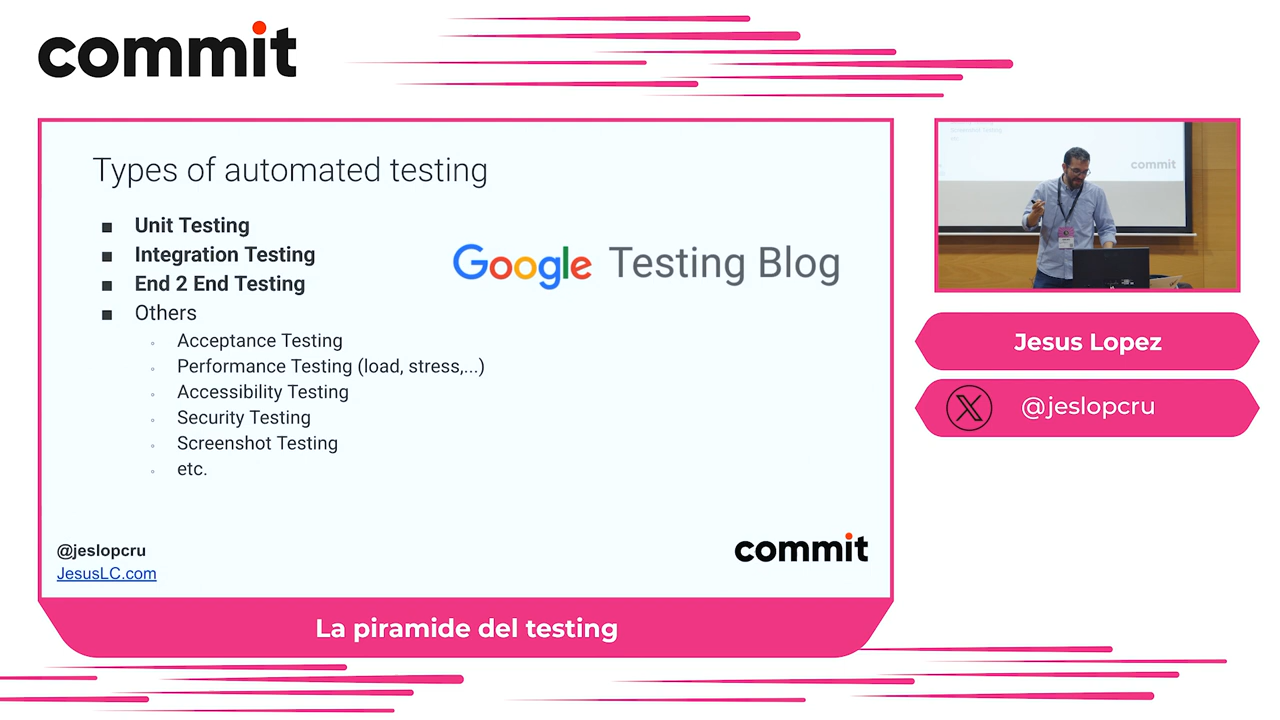 commit
Types of automated testing
Unit Testing
Integration Testing
End 2 End Testing
Others
Acceptance Testing
Performance Testing (load, stress,...)
Accessibility Testing
Security Testing
Screenshot Testing
etc.
Google Testing Blog
@jeslopcru
JesusLC.com
commit
La piramide del testing
commit
Jesus Lopez
@jeslopcru